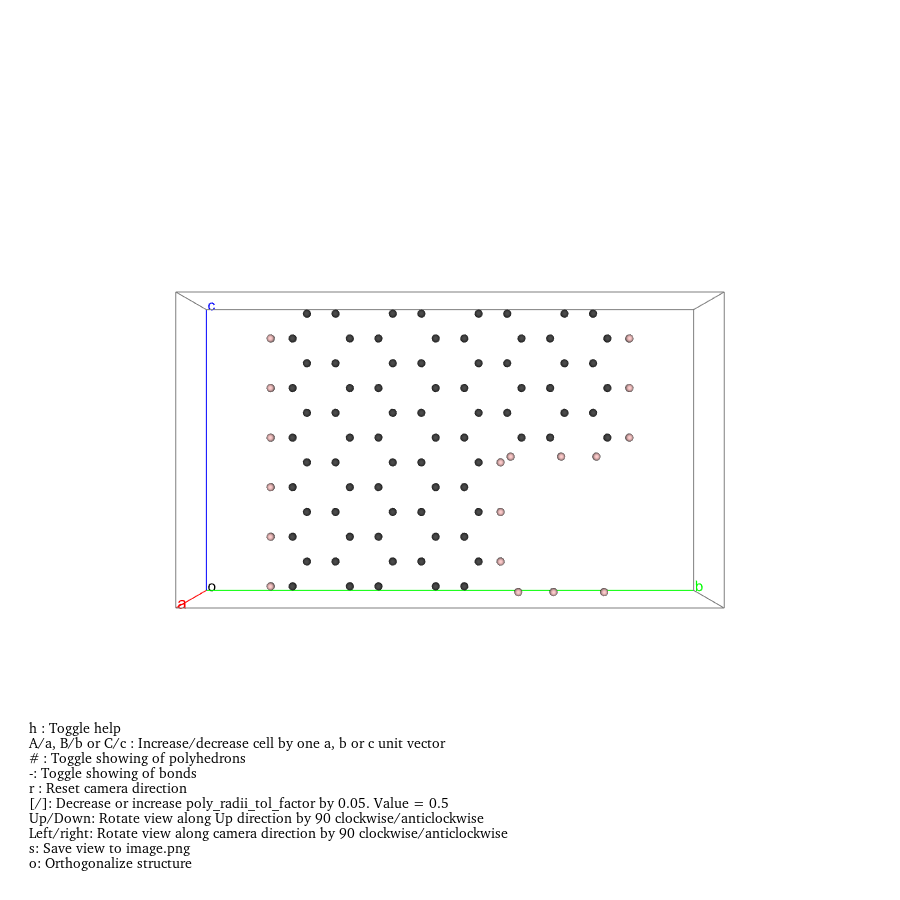 c
o
b
a
h : Toggle help
A/a, B/b or C/c : Increase/decrease cell by one a, b or c unit vector
# : Toggle showing of polyhedrons
-: Toggle showing of bonds
r : Reset camera direction
[/]: Decrease or increase poly_radii_tol_factor by 0.05. Value = 0.5
Up/Down: Rotate view along Up direction by 90 clockwise/anticlockwise
Left/right: Rotate view along camera direction by 90 clockwise/anticlockwise
s: Save view to image.png
o: Orthogonalize structure